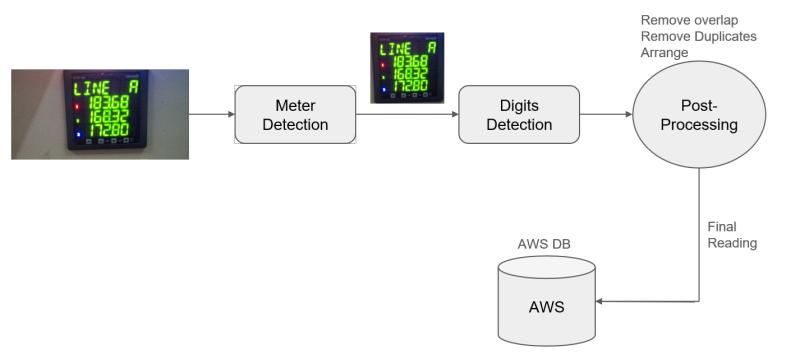 LINE A
183.68
168.32
172.80
Meter
Detection
LINE A
183.68
168.32
172.80
Digits
Detection
Remove overlap
Remove Duplicates
Arrange
Post-
Processing
Final
Reading
AWS DB
AWS